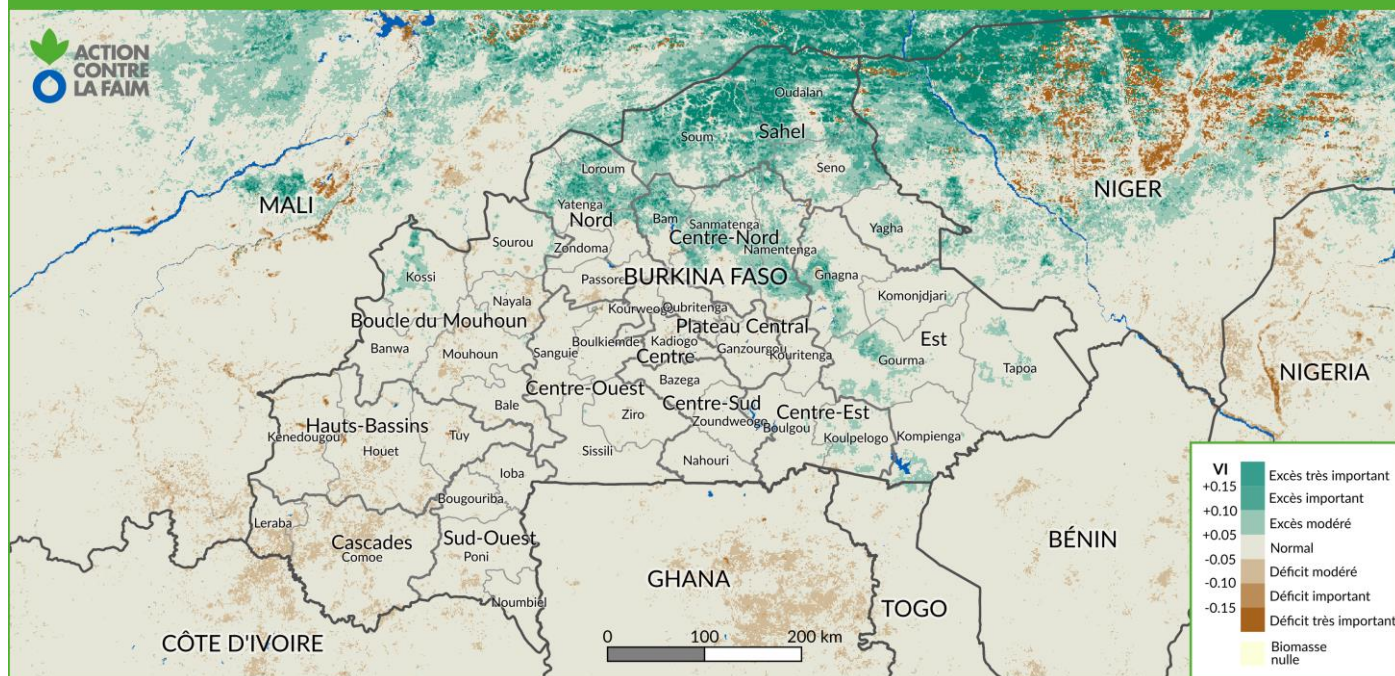 ACTION
CONTRE
LA FAIM
Oudalan
Soum
Sahel
Loroum
Seno
NIGER
MALI
Yatenga
Nord
Bam
Sanmatenga
Centre-Nord
Yagha
Sourou
Zondoma
Namentenga
Kossi
Passore
BURKINA FASO
Gnagna
Komonjdjari
Nayala
Kourweogo
Oubritenga
Boucle du Mouhoun
Plateau Central
Est
Banwa
Mouhoun
Sanguie
Boulkiemde
Kadiogo
Ganzourgou
Kouritenga
Centre
Gourma
Tapoa
NIGERIA
Bazega
Centre-Ouest
Bale
Centre-Sud
Centre-Est
Ziro
Zoundweogo
Boulgou
Hauts-Bassins
Kenedougou
Houet
Tuy
Koulpelogo
Kompienga
Sissili
Nahouri
Ioba
Bougouriba
Leraba
Cascades
Comoe
Sud-Ouest
Poni
BÉNIN
GHANA
Noumbiel
TOGO
CÔTE D'IVOIRE
0 100 200 km
VI
Excès très important
+0.15
Excès important
+0.10
Excès modéré
+0.05
Normal
-0.05
Déficit modéré
-0.10
Déficit important
-0.15
Déficit très important
Biomasse
nulle